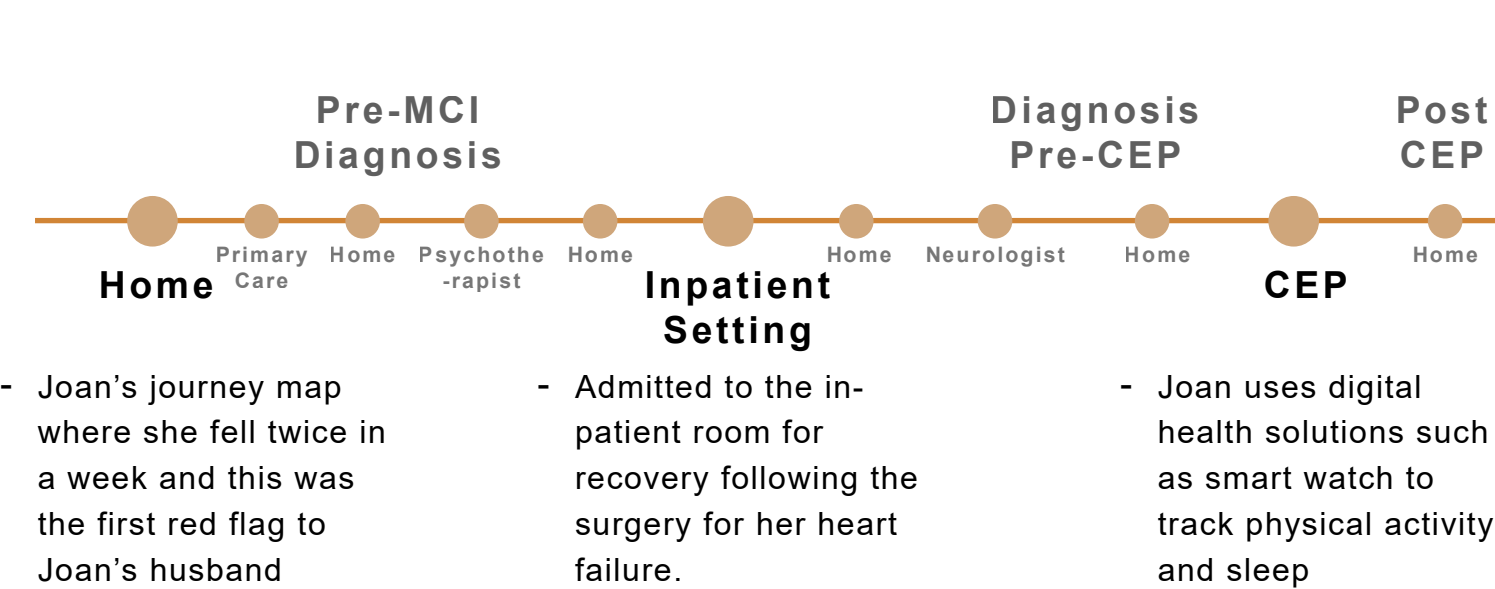 Pre-MCI
Diagnosis
Diagnosis
Pre-CEP
Post
CEP
Home
Primary
Care
Home
Psychothe
-rapist
Home
Inpatient
Setting
Home
Neurologist
Home
CEP
Home
- Joan’s journey map
where she fell twice in
a week and this was
the first red flag to
Joan’s husband
- Admitted to the in-
patient room for
recovery following the
surgery for her heart
failure.
- Joan uses digital
health solutions such
as smart watch to
track physical activity
and sleep